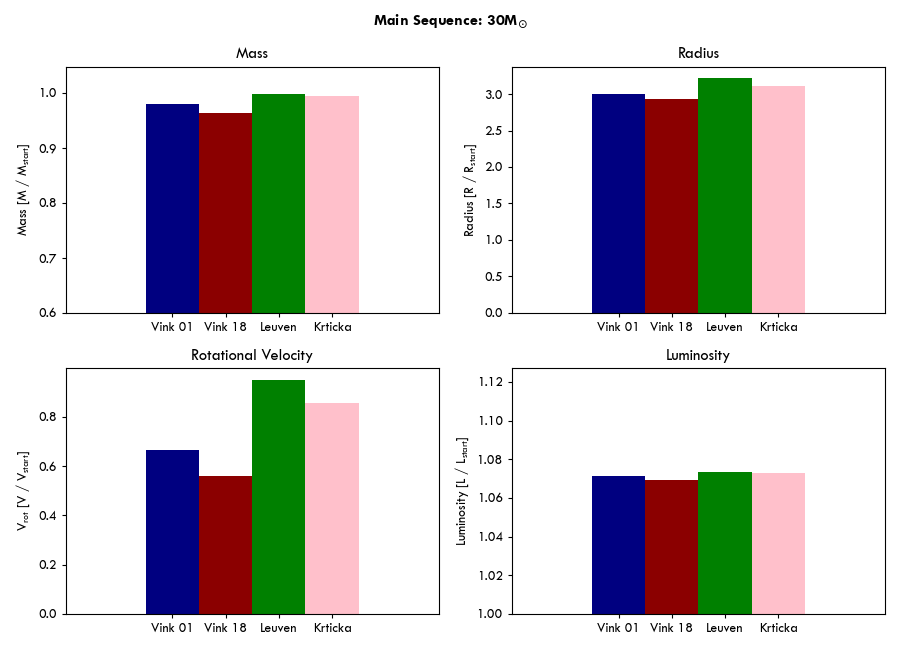 Main Sequence: 30M☉
Mass
Mass [M / Mstart]
1.0
0.9
0.8
0.7
0.6
Vink 01 Vink 18 Leuven Krticka
Radius
Radius [R / Rstart]
3.0
2.5
2.0
1.5
1.0
0.5
0.0
Vink 01 Vink 18 Leuven Krticka
Rotational Velocity
Vrot [V / Vstart]
0.8
0.6
0.4
0.2
0.0
Vink 01 Vink 18 Leuven Krticka
Luminosity
Luminosity [L / Lstart]
1.12
1.10
1.08
1.06
1.04
1.02
1.00
Vink 01 Vink 18 Leuven Krticka